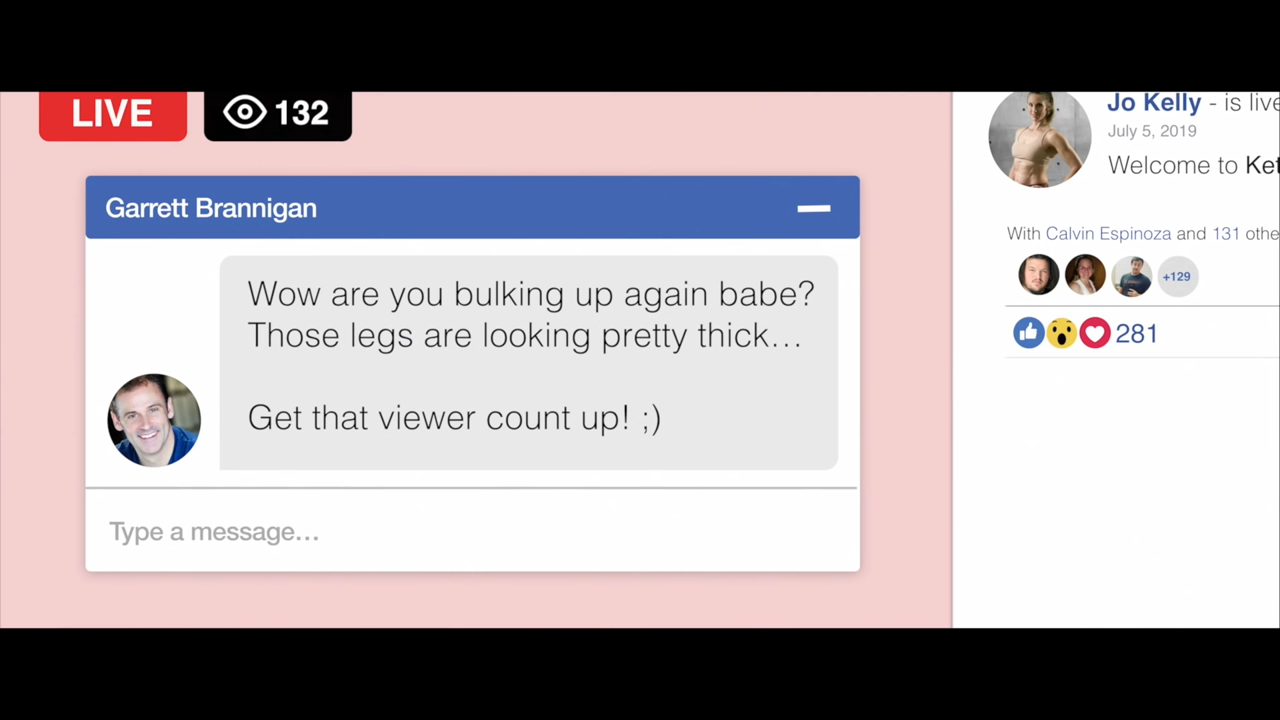 LIVE
132
Garrett Brannigan
Wow are you bulking up again babe?
Those legs are looking pretty thick...
Get that viewer count up! ;)
Type a message...
Jo Kelly - is live
July 5, 2019
Welcome to Ket
With Calvin Espinoza and 131 othe
+129
281